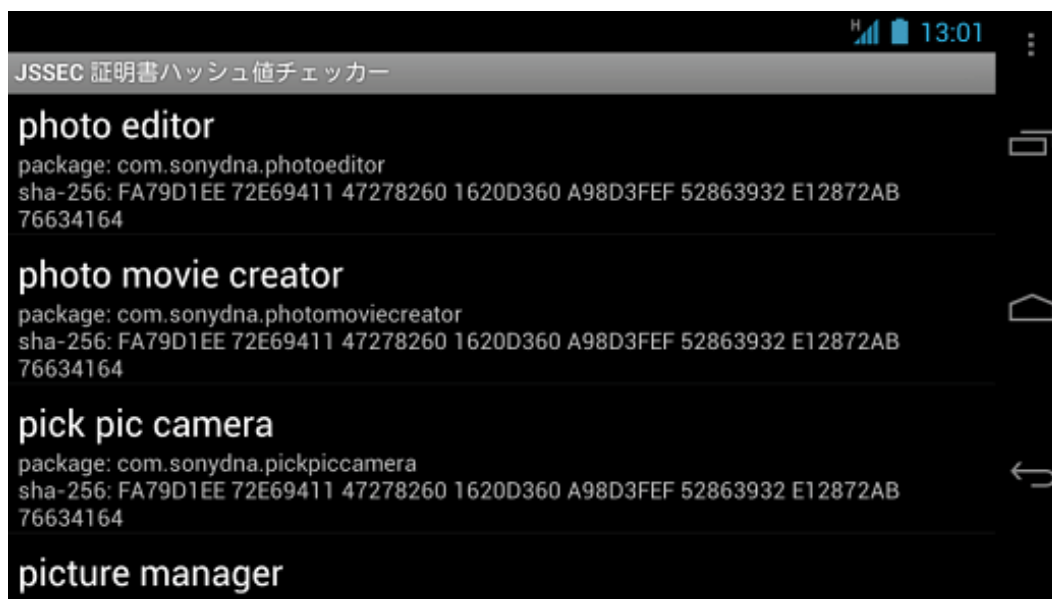 H 13:01
JSSEC 証明書ハッシュ値チェッカー
photo editor
package: com.sonydna.photoeditor
sha-256: FA79D1EE 72E69411 47278260 1620D360 A98D3FEF 52863932 E12872AB
76634164
photo movie creator
package: com.sonydna.photomoviecreator
sha-256: FA79D1EE 72E69411 47278260 1620D360 A98D3FEF 52863932 E12872AB
76634164
pick pic camera
package: com.sonydna.pickpiccamera
sha-256: FA79D1EE 72E69411 47278260 1620D360 A98D3FEF 52863932 E12872AB
76634164
picture manager